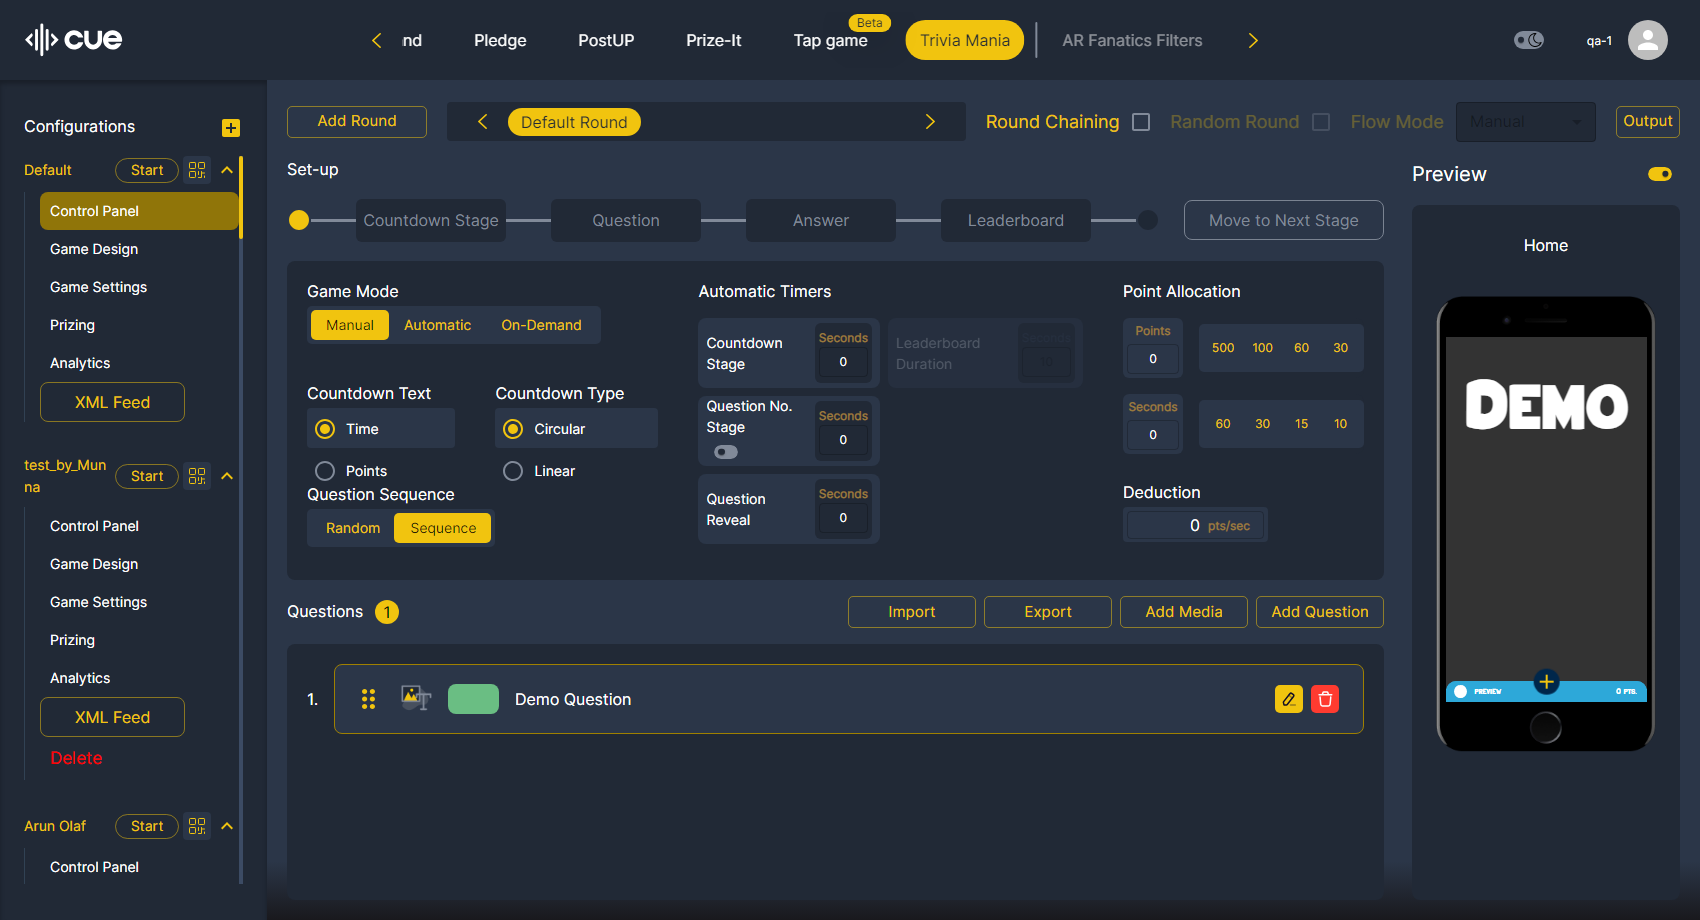 cue
nd
Pledge
PostUP
Prize-It
Tap game
Beta
Trivia Mania
AR Fanatics Filters
qa-1
Configurations
Default
Start
Control Panel
Game Design
Game Settings
Prizing
Analytics
XML Feed
test_by_Mun
na
Start
Control Panel
Game Design
Game Settings
Prizing
Analytics
XML Feed
Delete
Arun Olaf
Start
Control Panel
Add Round
Default Round
Round Chaining
Random Round
Flow Mode
Manual
Output
Set-up
Countdown Stage
Question
Answer
Leaderboard
Move to Next Stage
Game Mode
Manual
Automatic
On-Demand
Countdown Text
Time
Points
Countdown Type
Circular
Linear
Question Sequence
Random
Sequence
Automatic Timers
Countdown
Stage
Seconds
0
Leaderboard
Duration
Seconds
10
Question No.
Stage
Seconds
0
Question
Reveal
Seconds
0
Point Allocation
Points
0
500 100 60 30
Seconds
0
60 30 15 10
Deduction
0 pts/sec
Questions 1
Import
Export
Add Media
Add Question
1.
Demo Question
Preview
Home
DEMO
PREVIEW
0 PTS.